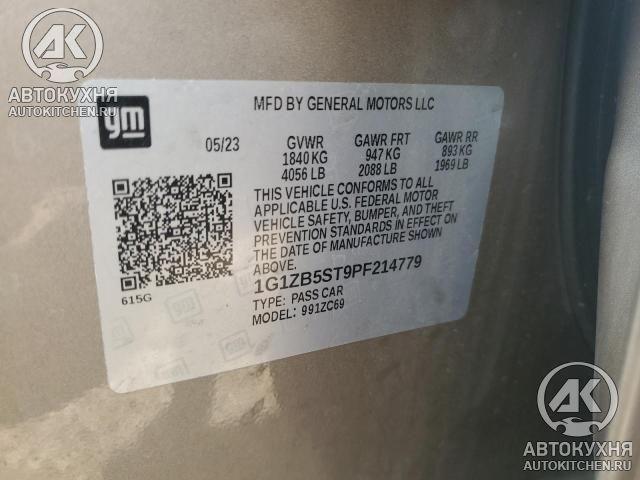 АК
АВТОКУХНЯ
AUTOKITCHEN.RU
gm
MFD BY GENERAL MOTORS LLC
05/23 GVWR GAWR FRT GAWR RR
1840 KG 947 KG 893 KG
4056 LB 2088 LB 1969 LB
THIS VEHICLE CONFORMS TO ALL
APPLICABLE U.S. FEDERAL MOTOR
VEHICLE SAFETY, BUMPER, AND THEFT
PREVENTION STANDARDS IN EFFECT ON
THE DATE OF MANUFACTURE SHOWN
ABOVE.
1G1ZB5ST9PF214779
TYPE: PASS CAR
MODEL: 991ZC69
615G
АК
АВТОКУХНЯ
AUTOKITCHEN.RU